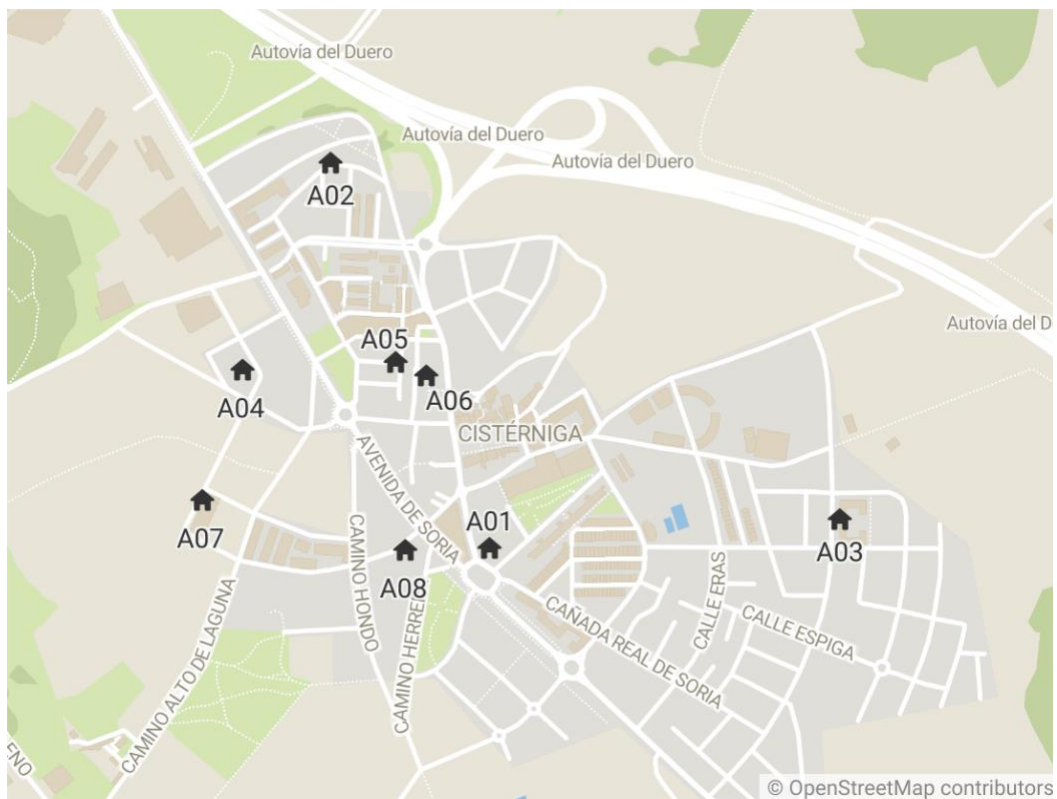 Autovía del Duero
Autovía del Duero
Autovía del Duero
A02
Autovía del D
A05
A04
A06
CISTÉRNIGA
AVENIDA DE SORIA
A01
A07
A03
A08
CAMINO HONDO
CALLE ERAS
CAMINO HERRE
CAÑADA REAL DE SORIA
CALLE ESPIGA
CAMINO ALTO DE LAGUNA
ENO
© OpenStreetMap contributors